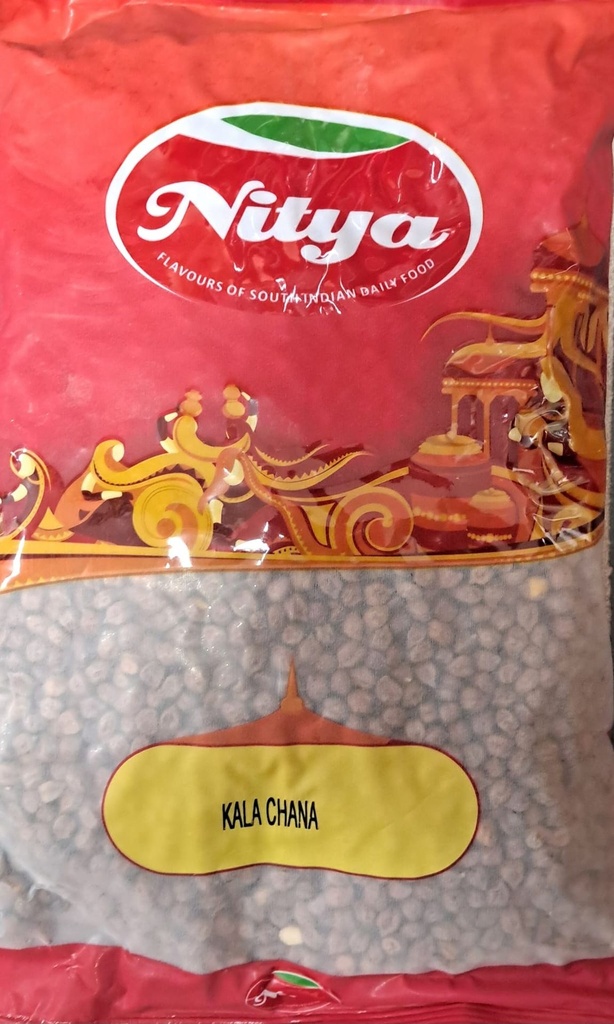 Nitya
FLAVOURS OF SOUTH INDIAN DAILY FOOD
KALA CHANA